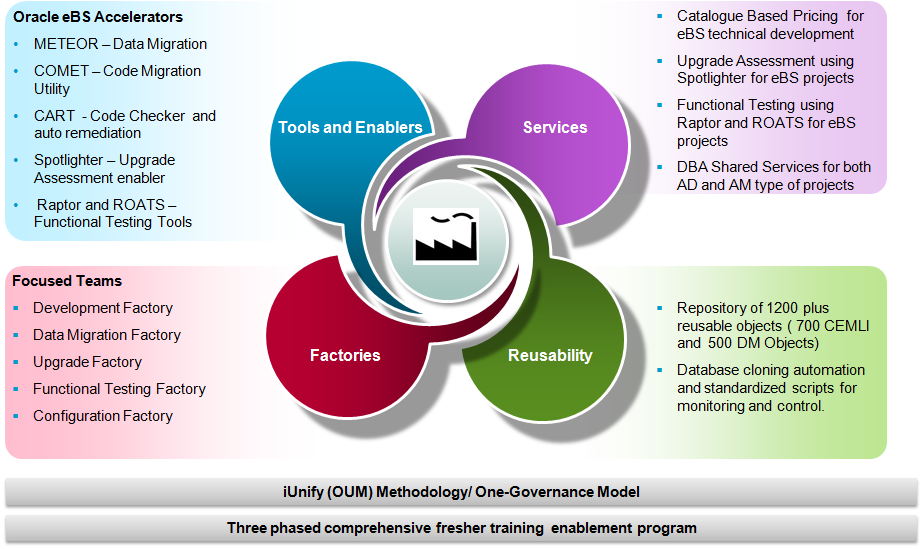 Oracle eBS Accelerators
• METEOR – Data Migration
• COMET – Code Migration
Utility
• CART - Code Checker and
auto remediation
• Spotlighter – Upgrade
Assessment enabler
• Raptor and ROATS –
Functional Testing Tools
Tools and Enablers
Services
▪ Catalogue Based Pricing for
eBS technical development
▪ Upgrade Assessment using
Spotlighter for eBS projects
▪ Functional Testing using
Raptor and ROATS for eBS
projects
▪ DBA Shared Services for both
AD and AM type of projects
Focused Teams
▪ Development Factory
▪ Data Migration Factory
▪ Upgrade Factory
▪ Functional Testing Factory
▪ Configuration Factory
Factories
Reusability
▪ Repository of 1200 plus
reusable objects ( 700 CEMLI
and 500 DM Objects)
▪ Database cloning automation
and standardized scripts for
monitoring and control.
iUnify (OUM) Methodology/ One-Governance Model
Three phased comprehensive fresher training enablement program